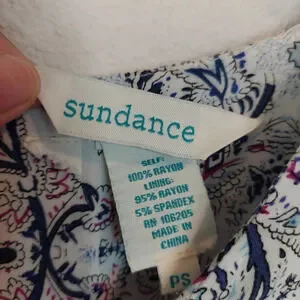 sundance
SELF:
100% RAYON
LINING:
95% RAYON
5% SPANDEX
RN 106205
MADE IN
CHINA
PS